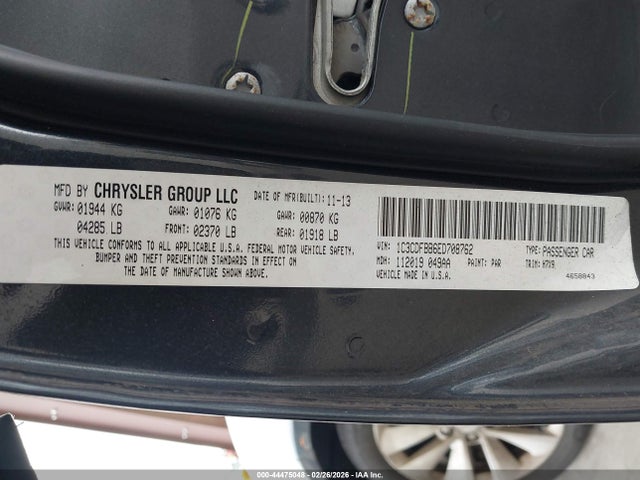 MFD BY CHRYSLER GROUP LLC DATE OF MFR(BUILT): 11-13
GVWR: 01944 KG GAWR: 01076 KG GAWR: 00870 KG
04285 LB FRONT: 02370 LB REAR: 01918 LB
THIS VEHICLE CONFORMS TO ALL APPLICABLE U.S.A. FEDERAL MOTOR VEHICLE SAFETY,
BUMPER AND THEFT PREVENTION STANDARDS IN EFFECT ON
THE DATE OF MANUFACTURE SHOWN ABOVE.
VIN: 1C3CDFBB6ED708762 TYPE: PASSENGER CAR
MDH: 112019 049AA PAINT: PAR TRIM: H7X9
VEHICLE MADE IN U.S.A. 4658843
000-44475048 - 02/26/2026 - IAA Corp.